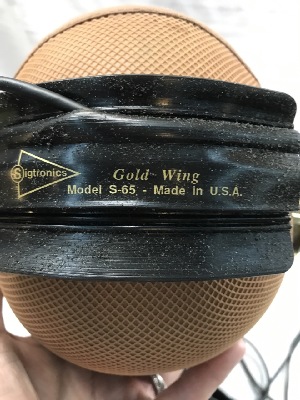 Sigtronics
Gold Wing
Model S-65 - Made in U.S.A.